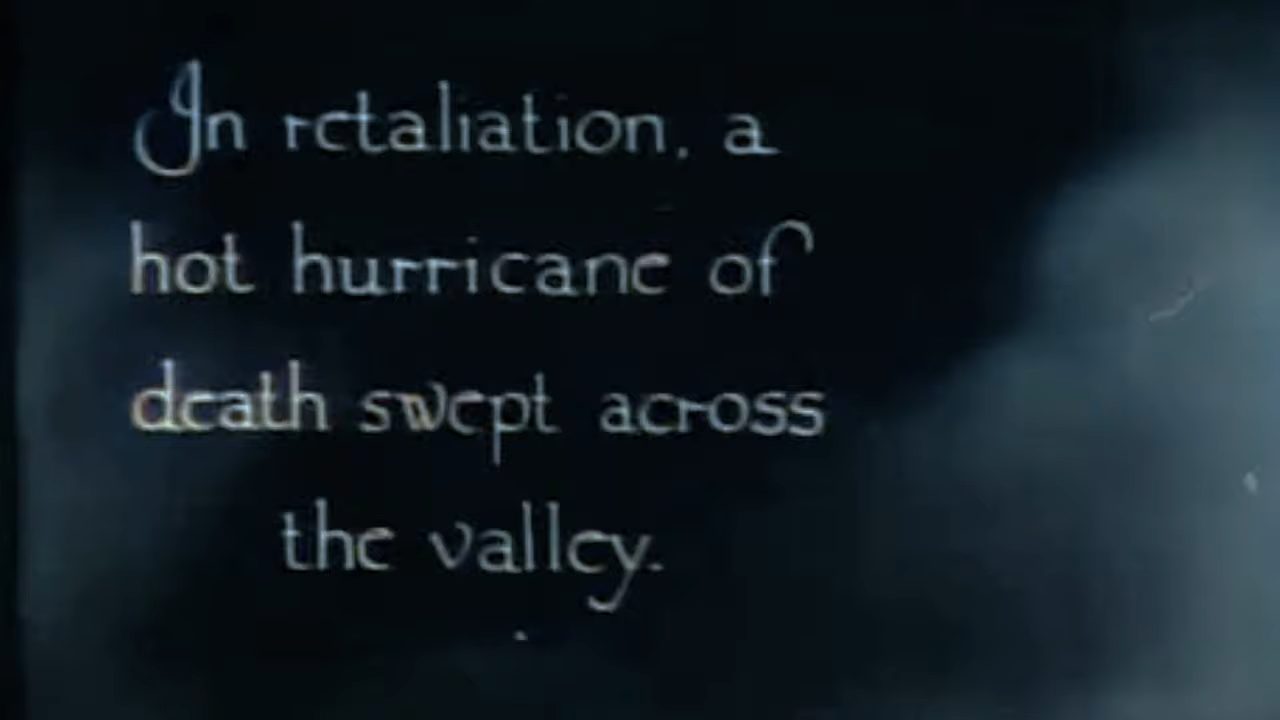 In retaliation, a
hot hurricane of
death swept across
the valley.